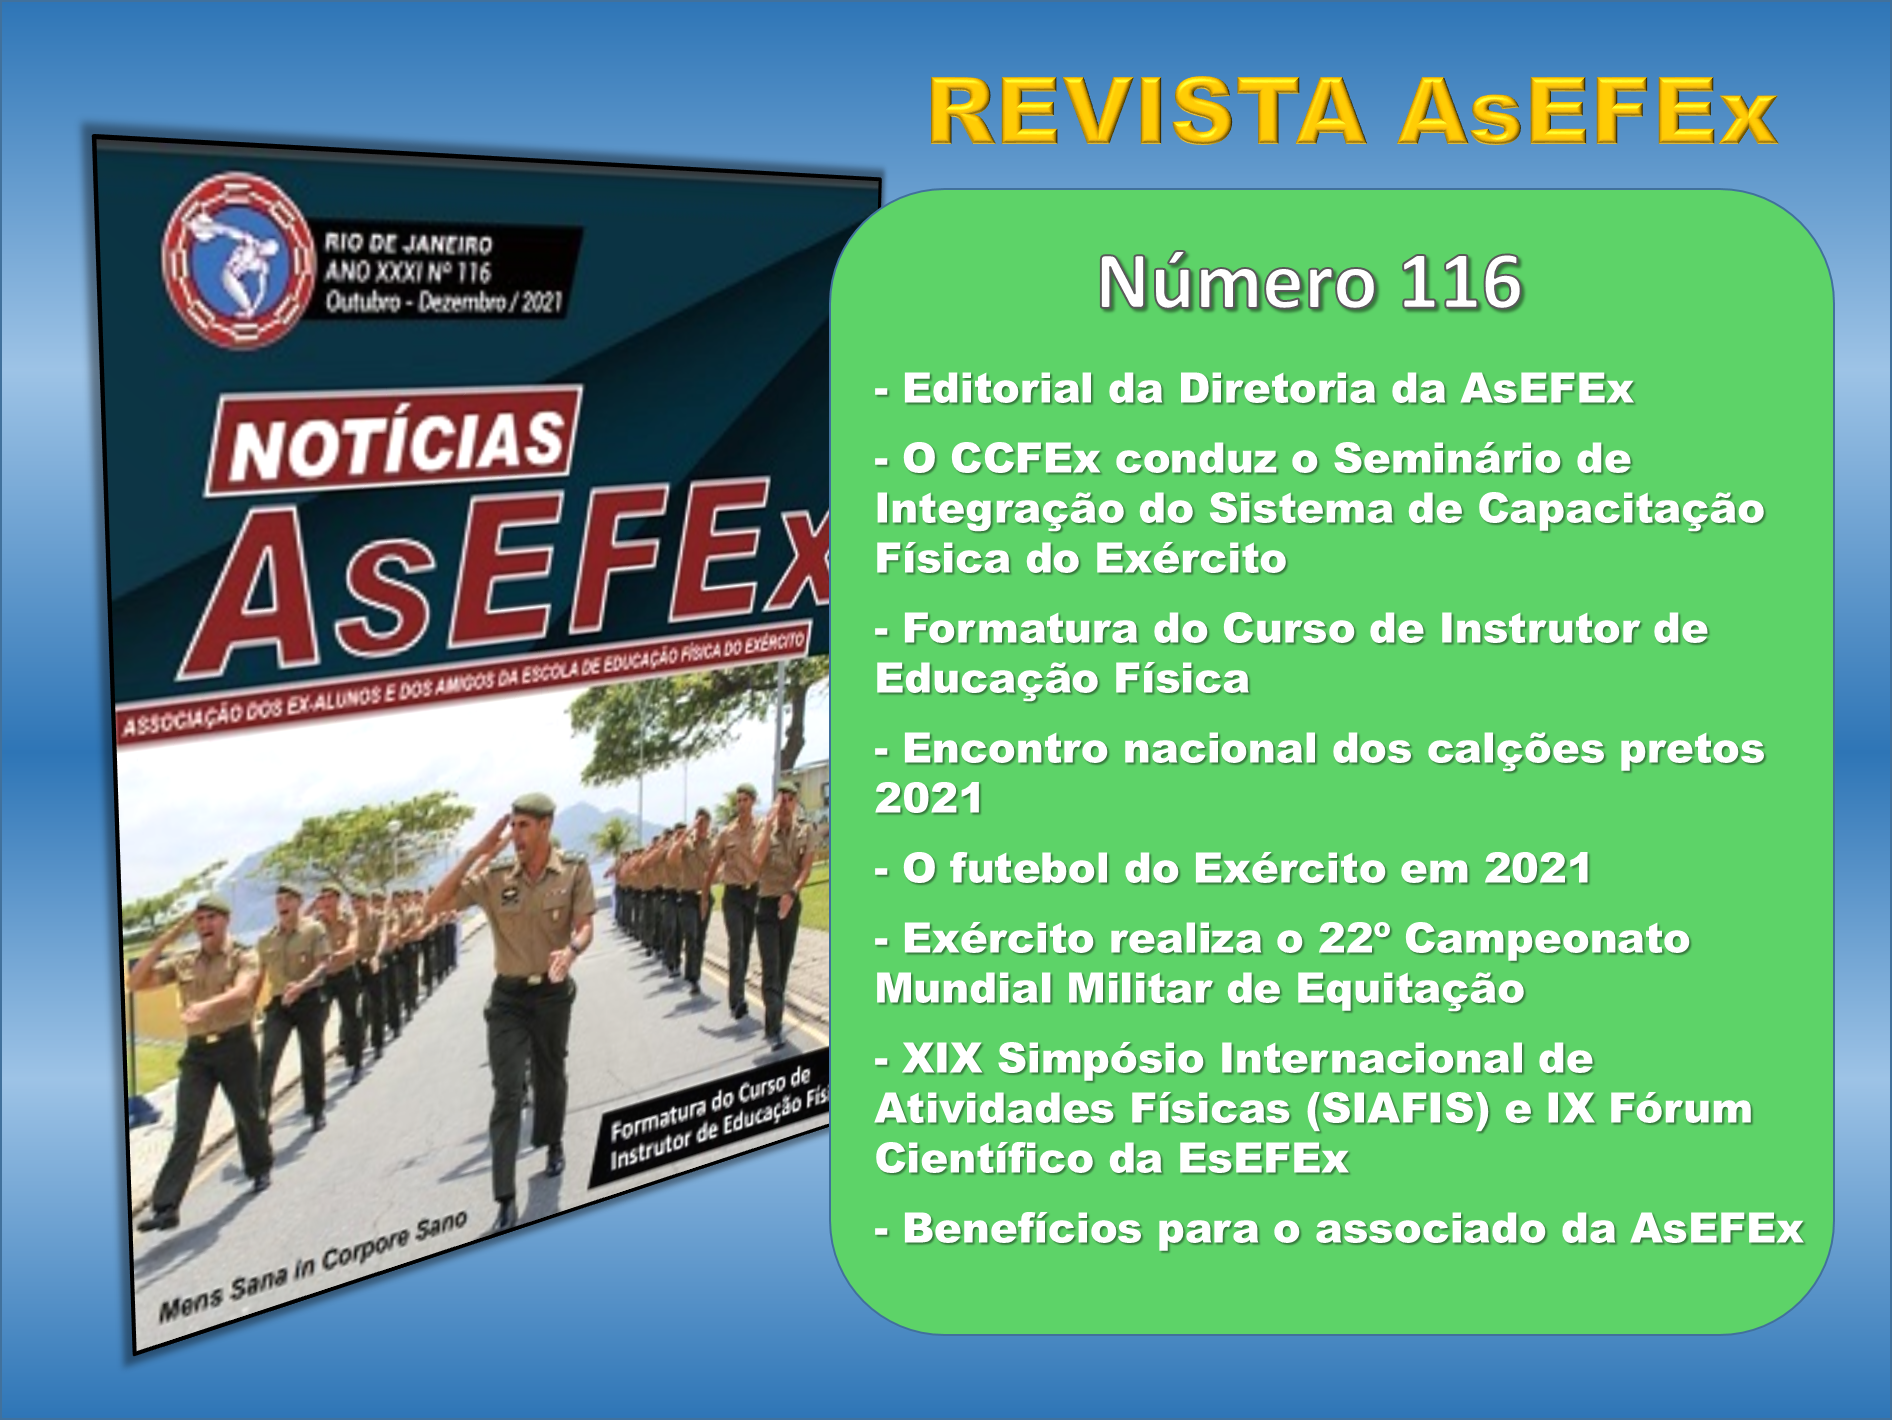 REVISTA AsEFEx
RIO DE JANEIRO
ANO XXXI Nº 116
Outubro - Dezembro / 2021
NOTÍCIAS
AsEFEx
ASSOCIAÇÃO DOS EX-ALUNOS E DOS AMIGOS DA ESCOLA DE EDUCAÇÃO FÍSICA DO EXÉRCITO
Formatura do Curso de
Instrutor de Educação
Mens Sana in Corpore Sano
Número 116
- Editorial da Diretoria da AsEFEx
- O CCFEx conduz o Seminário de
Integração do Sistema de Capacitação
Física do Exército
- Formatura do Curso de Instrutor de
Educação Física
- Encontro nacional dos calções pretos
2021
- O futebol do Exército em 2021
- Exército realiza o 22º Campeonato
Mundial Militar de Equitação
- XIX Simpósio Internacional de
Atividades Físicas (SIAFIS) e IX Fórum
Científico da EsEFEx
- Benefícios para o associado da AsEFEx